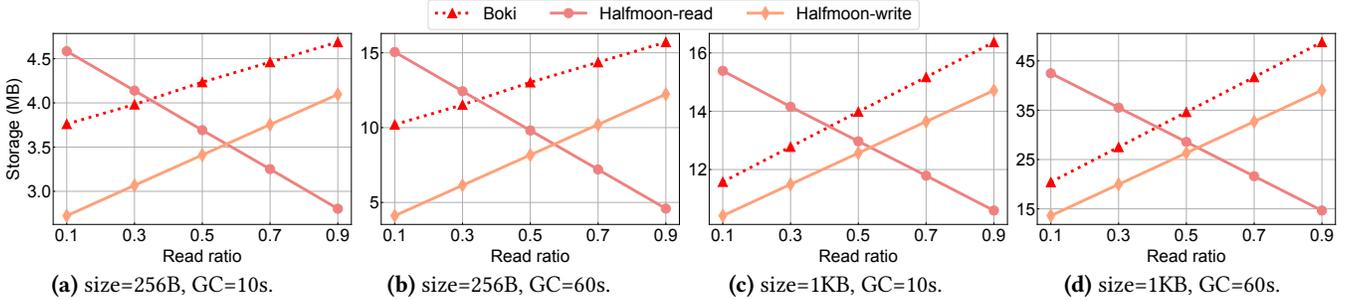 Boki Halfmoon-read Halfmoon-write
Storage (MB)
4.5
4.0
3.5
3.0
0.1 0.3 0.5 0.7 0.9
Read ratio
(a) size=256B, GC=10s.
15
10
5
0.1 0.3 0.5 0.7 0.9
Read ratio
(b) size=256B, GC=60s.
16
14
12
0.1 0.3 0.5 0.7 0.9
Read ratio
(c) size=1KB, GC=10s.
45
35
25
15
0.1 0.3 0.5 0.7 0.9
Read ratio
(d) size=1KB, GC=60s.